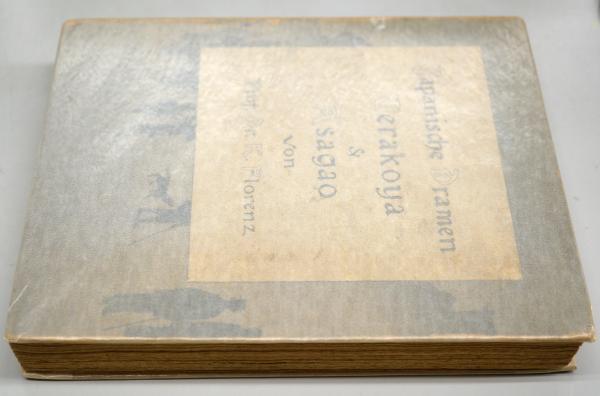 Japanische Dramen
Terakoya
&
Asagao
von
Prof. Dr. K. Florenz